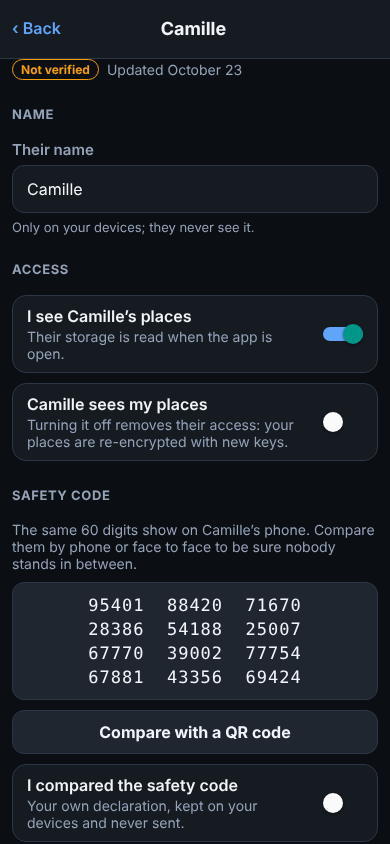 ‹ Back
Camille
Not verified Updated October 23
NAME
Their name
Camille
Only on your devices; they never see it.
ACCESS
I see Camille’s places
Their storage is read when the app is
open.
Camille sees my places
Turning it off removes their access: your
places are re-encrypted with new keys.
SAFETY CODE
The same 60 digits show on Camille’s phone. Compare
them by phone or face to face to be sure nobody
stands in between.
95401 88420 71670
28386 54188 25007
67770 39002 77754
67881 43356 69424
Compare with a QR code
I compared the safety code
Your own declaration, kept on your
devices and never sent.